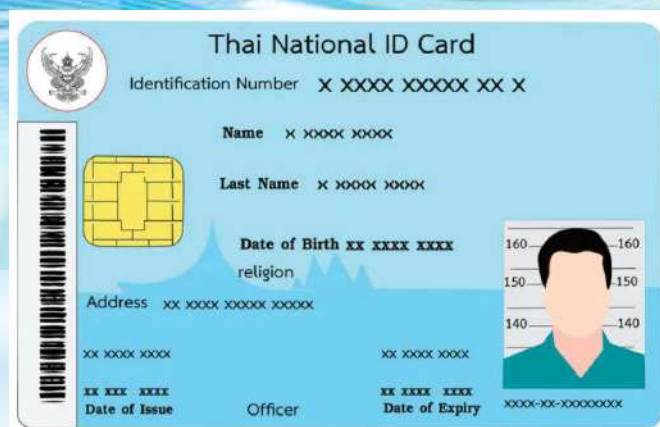 Thai National ID Card
Identification Number X XXXX XXXXX XX X
Name X XXXX XXXX
Last Name X XXXX XXXX
Date of Birth XX XXXX XXXX
religion
Address XX XXXX XXXXX XXXXX
160 160
150 150
140 140
XX XXXX XXXX XX XXXX XXXX
XX XXX XXXX XX XXXX XXXX
Date of Issue Officer Date of Expiry XXXX-XX-XXXXXXXX